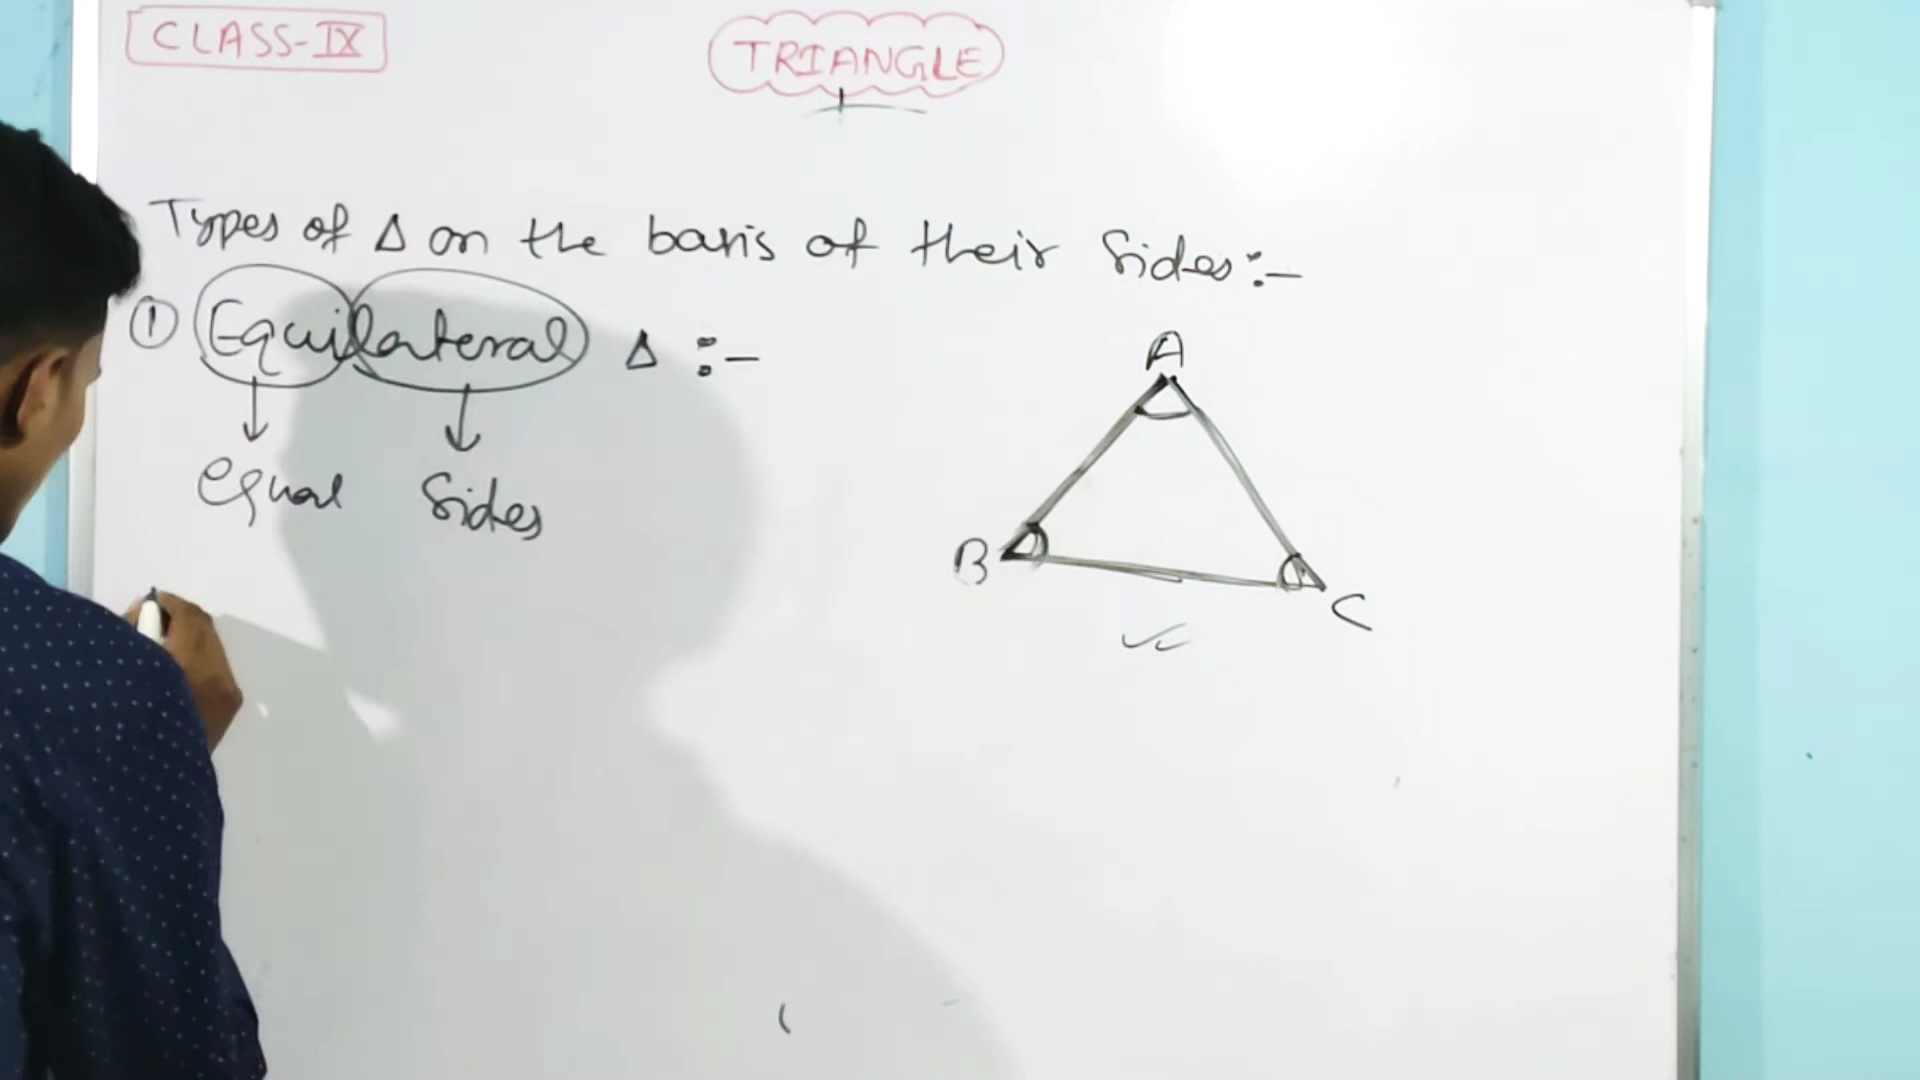 CLASS-IX
TRIANGLE
Types of Δ on the basis of their Sides:-
① Equilateral Δ :-
equal Sides
A
B
C